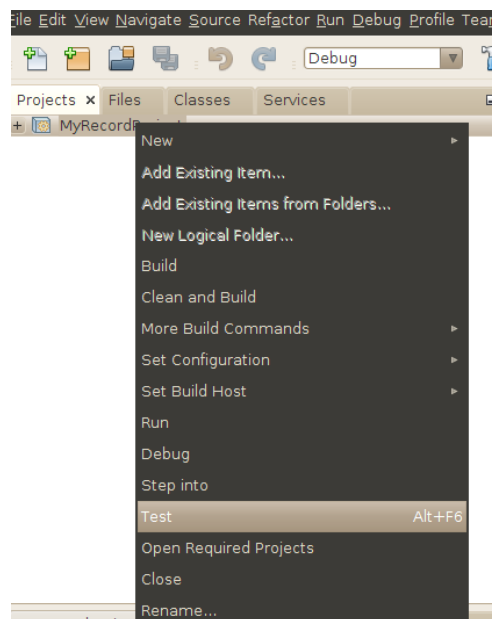 File Edit View Navigate Source Refactor Run Debug Profile Tea
Debug
Projects x Files Classes Services
+ MyRecordProject
New
Add Existing Item...
Add Existing Items from Folders...
New Logical Folder...
Build
Clean and Build
More Build Commands
Set Configuration
Set Build Host
Run
Debug
Step into
Test Alt+F6
Open Required Projects
Close
Rename...